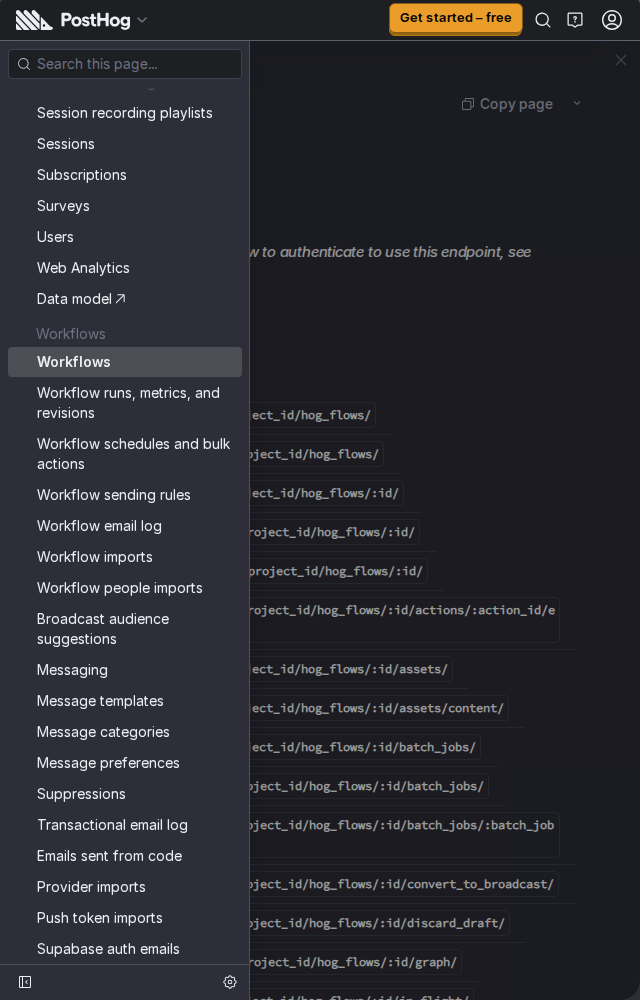 PostHog
Get started – free
Search this page...
Copy page
Session recording playlists
Sessions
Subscriptions
Surveys
Users
Web Analytics
Data model
Workflows
Workflows
Workflow runs, metrics, and
revisions
Workflow schedules and bulk
actions
Workflow sending rules
Workflow email log
Workflow imports
Workflow people imports
Broadcast audience
suggestions
Messaging
Message templates
Message categories
Message preferences
Suppressions
Transactional email log
Emails sent from code
Provider imports
Push token imports
Supabase auth emails
to authenticate to use this endpoint, see
ject_id/hog_flows/
oject_id/hog_flows/
ject_id/hog_flows/:id/
roject_id/hog_flows/:id/
project_id/hog_flows/:id/
roject_id/hog_flows/:id/actions/:action_id/e
ject_id/hog_flows/:id/assets/
ject_id/hog_flows/:id/assets/content/
ject_id/hog_flows/:id/batch_jobs/
oject_id/hog_flows/:id/batch_jobs/
oject_id/hog_flows/:id/batch_jobs/:batch_job
oject_id/hog_flows/:id/convert_to_broadcast/
oject_id/hog_flows/:id/discard_draft/
roject_id/hog_flows/:id/graph/